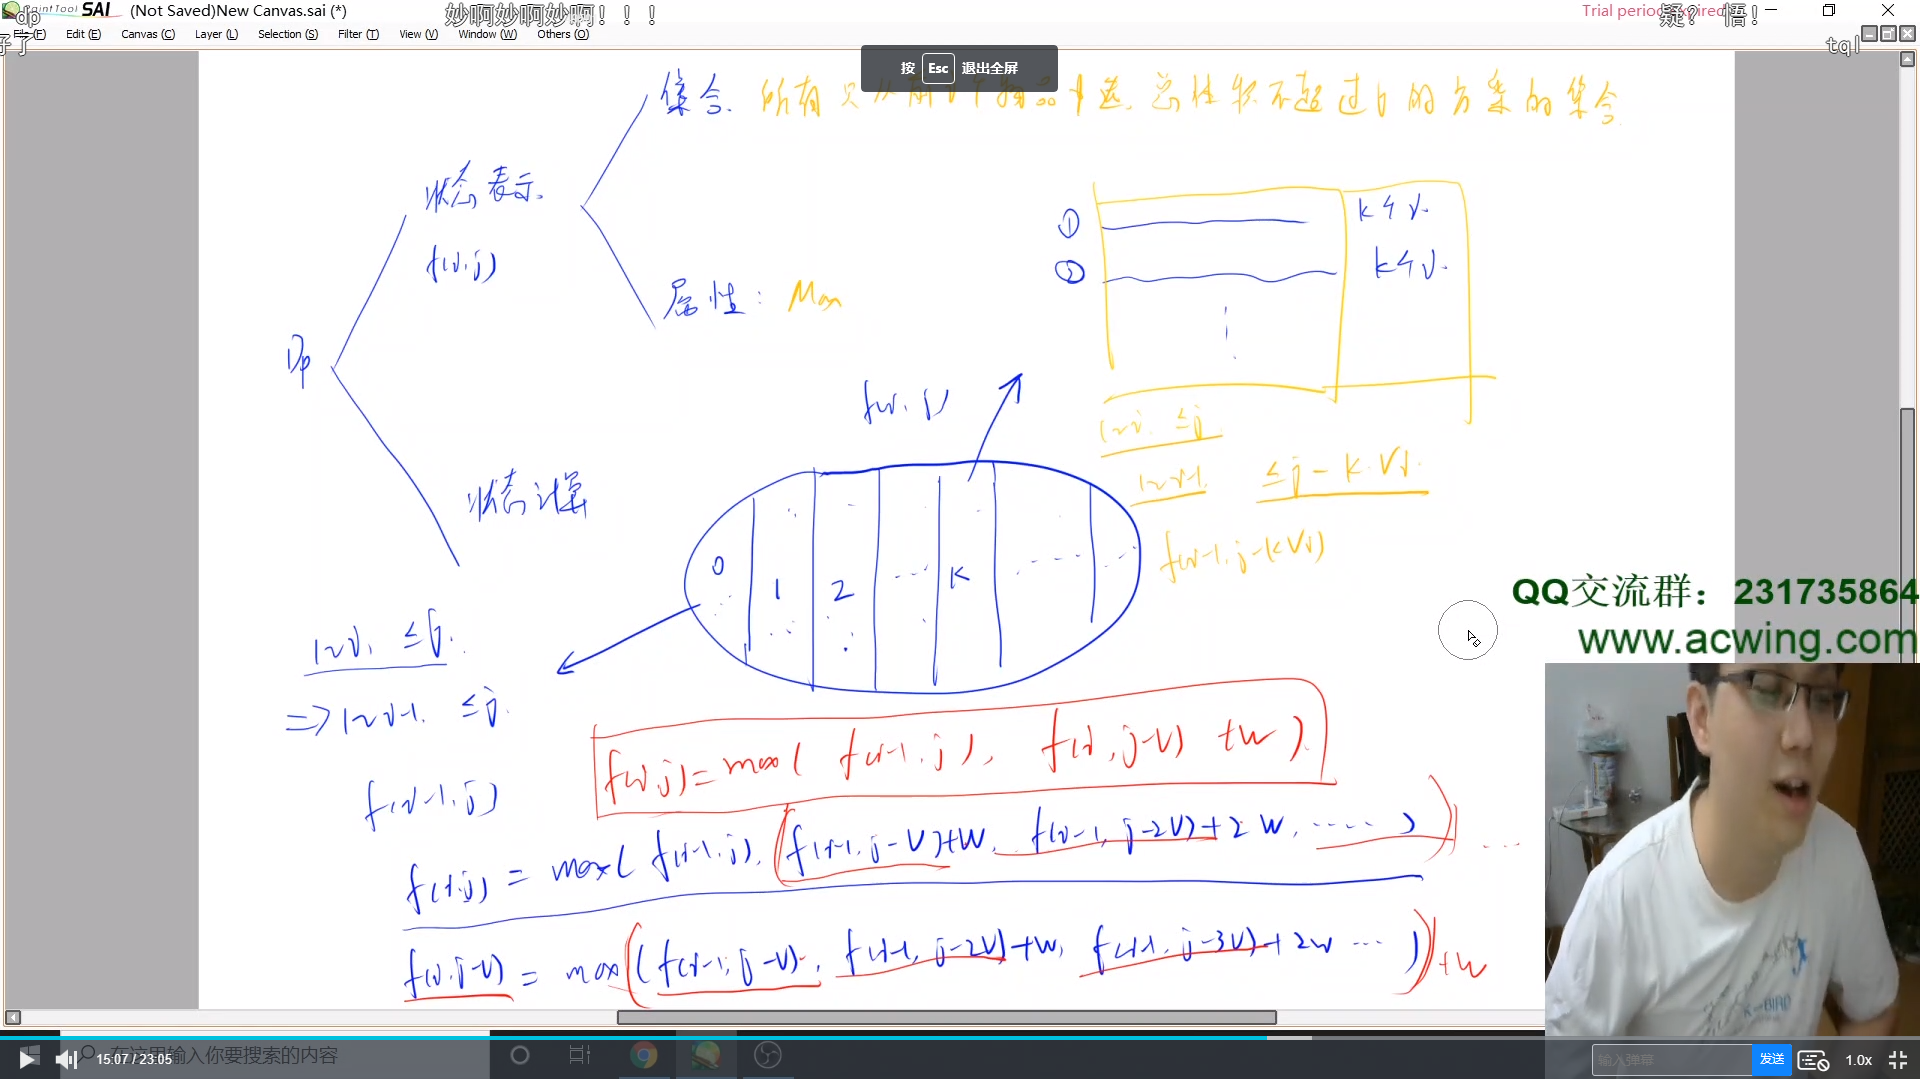 PaintTool SAI (Not Saved)New Canvas.sai (*)
dp
妙啊妙啊妙啊！！！
疑？ 悟！
Edit (E) Canvas (C) Layer (L) Selection (S) Filter (T) View (V) Window (W) Others (O)
tql
按 Esc 退出全屏
集合. 所有只从前i个物品中选, 总体积不超过j的方案的集合
状态表示.
f(i,j)
属性: Max
① k个i.
② k个i.
Dp
f(i,j)
1~i. ≤j
1~i-1. ≤j-k·Vi.
状态计算
f(i-1,j-kVi)
0 1 2 ... k ......
QQ交流群：231735864
www.acwing.com
1~i, ≤j.
=> 1~i-1. ≤j.
f(i,j)=max( f(i-1,j), f(i,j-V) +W ).
f(i-1,j)
f(i,j) = max( f(i-1,j), f(i-1,j-V)+W, f(i-1,j-2V)+2W, ..... )
f(i,j-V) = max( f(i-1,j-V), f(i-1,j-2V)+W, f(i-1,j-3V)+2W ... ) +W
15:07 / 23:05
在这里输入你要搜索的内容
输入弹幕 发送 1.0x